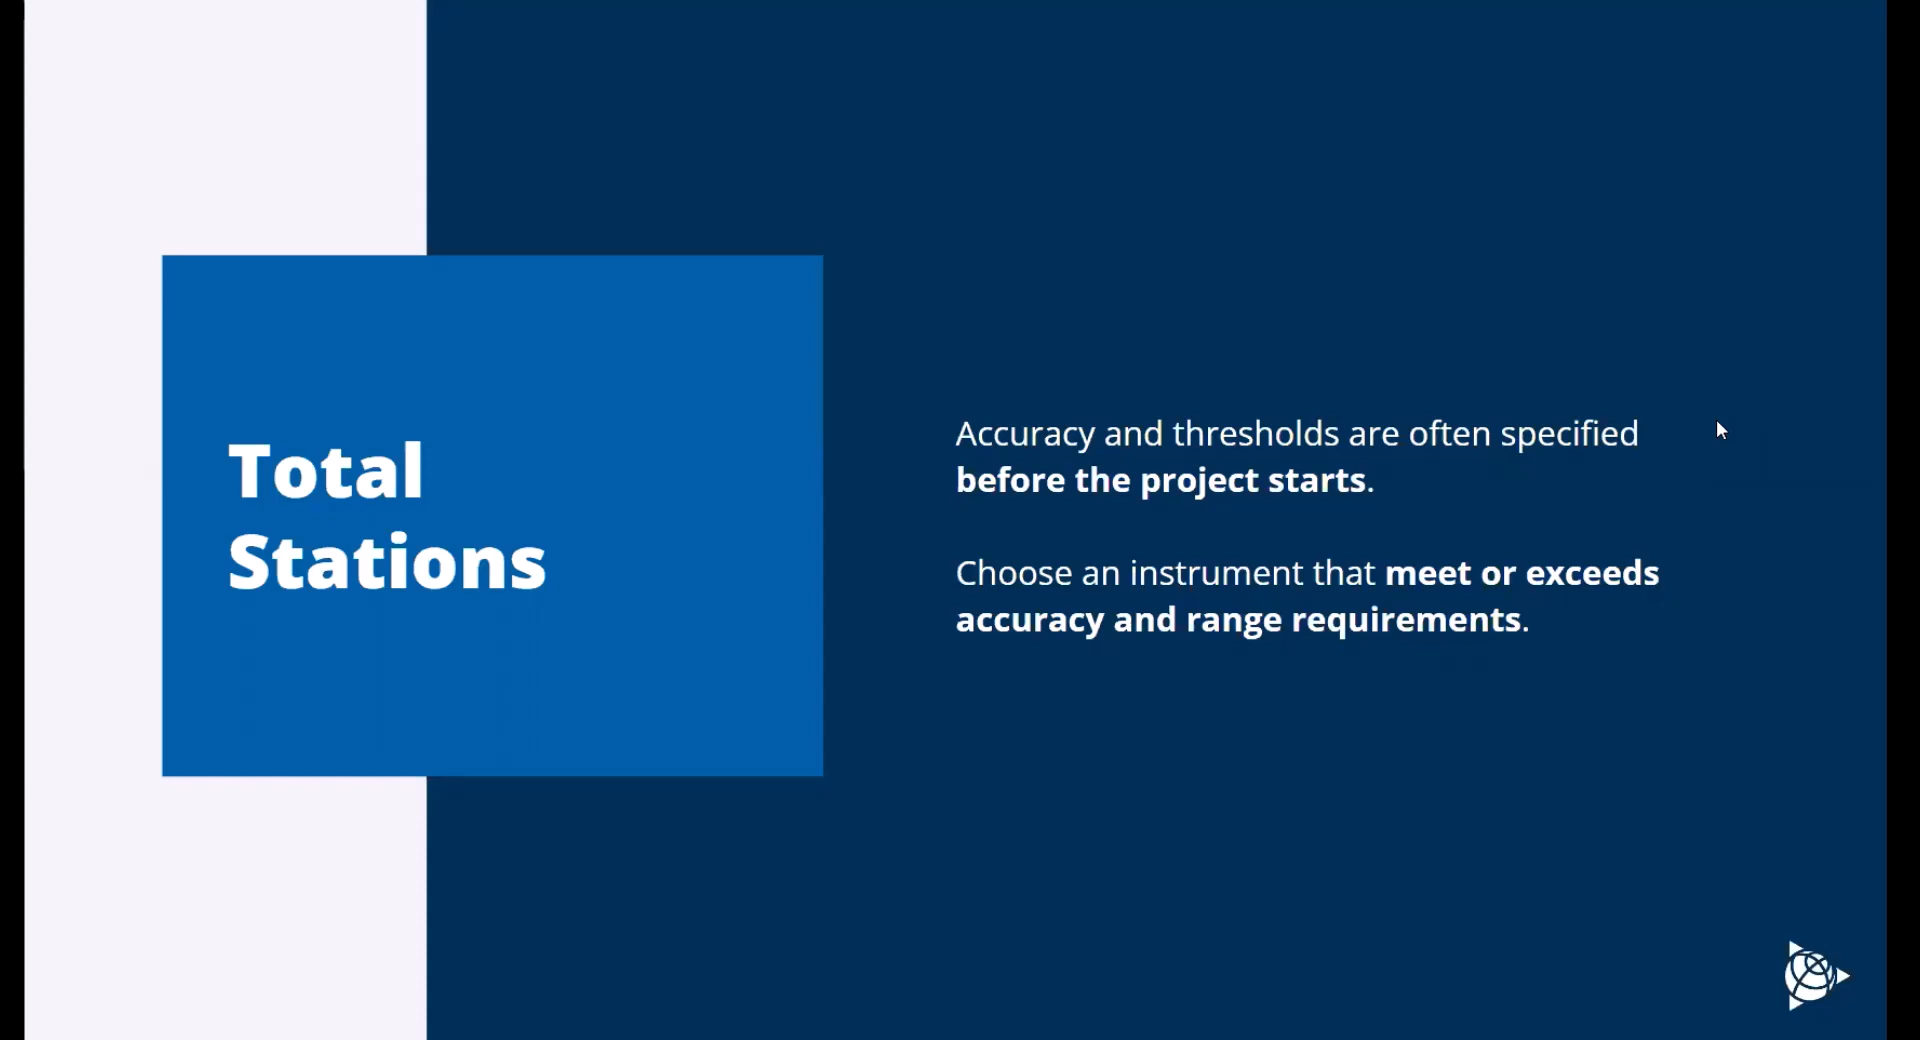 Total
Stations
Accuracy and thresholds are often specified
before the project starts.
Choose an instrument that meet or exceeds
accuracy and range requirements.